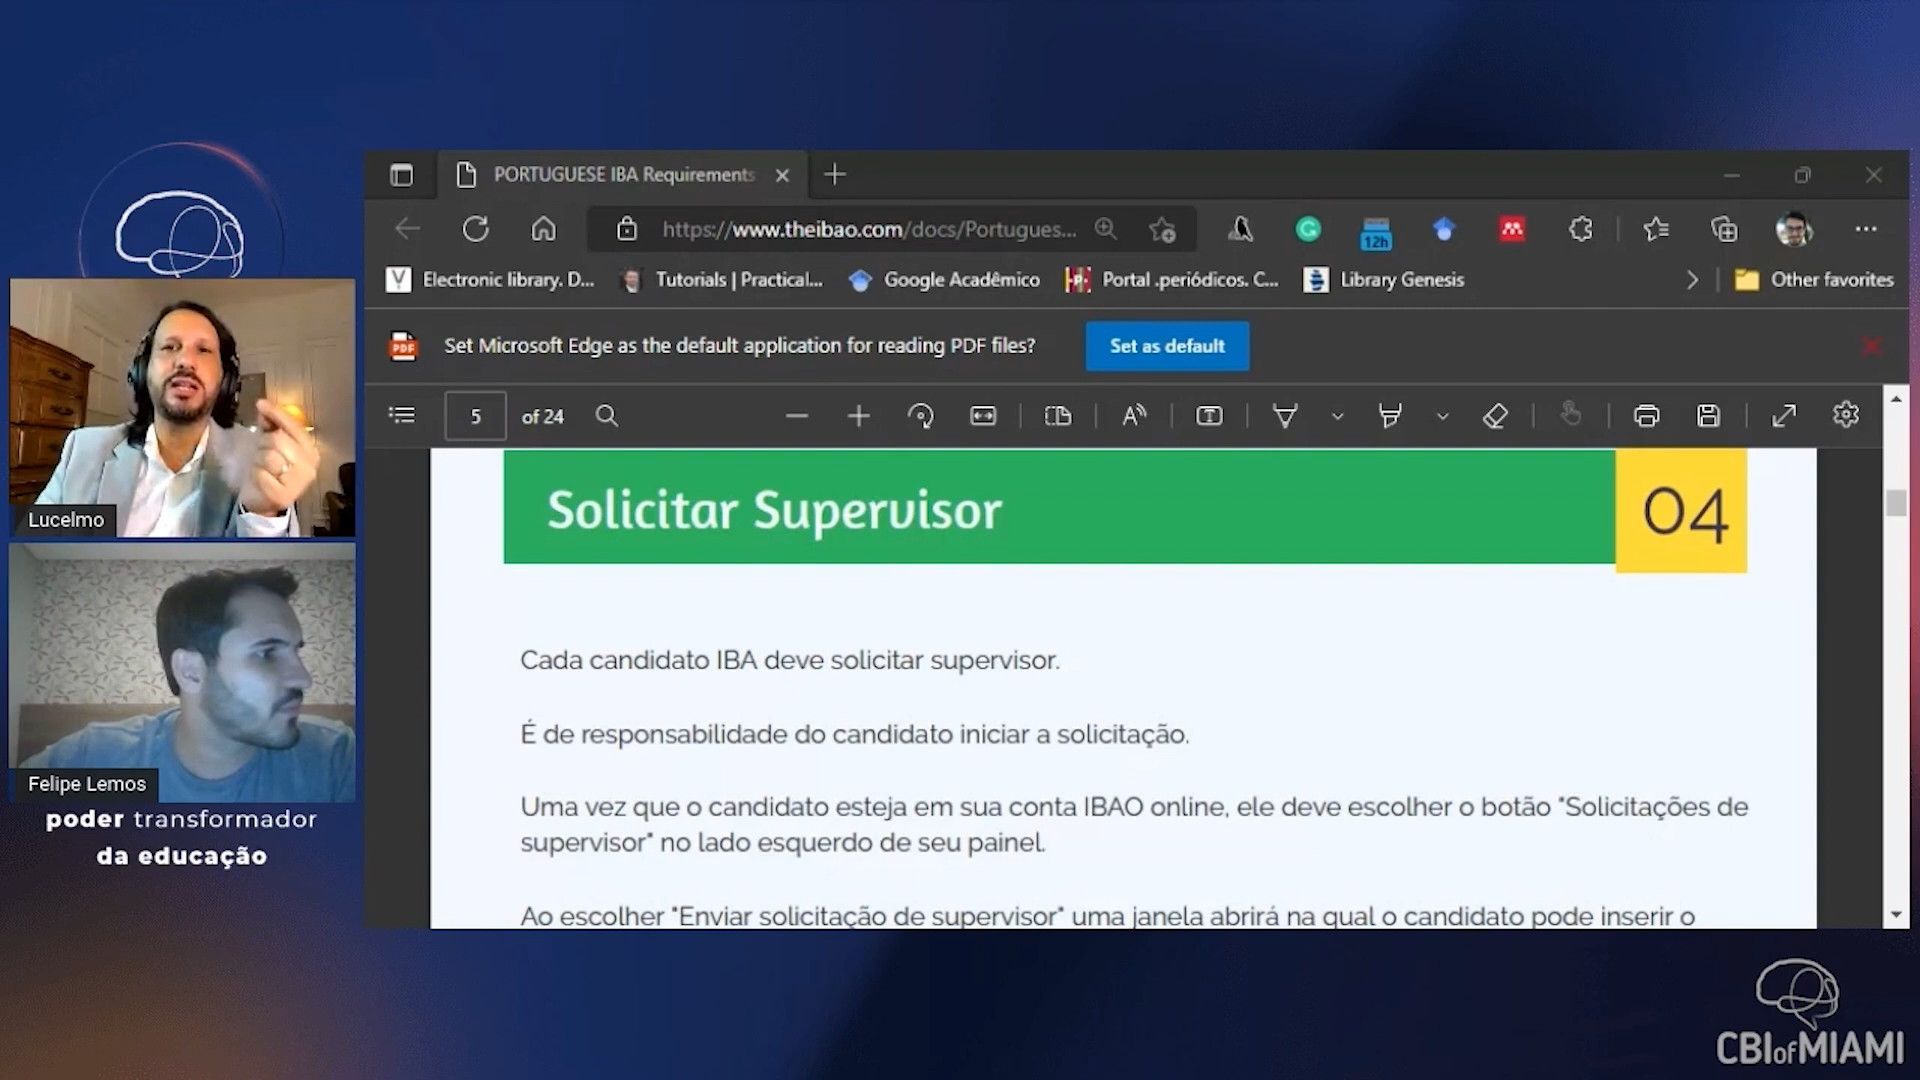 PORTUGUESE IBA Requirements
https://www.theibao.com/docs/Portugues...
12h
Electronic library. D...
Tutorials | Practical...
Google Acadêmico
Portal .periódicos. C...
Library Genesis
Other favorites
PDF
Set Microsoft Edge as the default application for reading PDF files?
Set as default
5 of 24
Solicitar Supervisor
04
Cada candidato IBA deve solicitar supervisor.
É de responsabilidade do candidato iniciar a solicitação.
Uma vez que o candidato esteja em sua conta IBAO online, ele deve escolher o botão "Solicitações de
supervisor" no lado esquerdo de seu painel.
Ao escolher "Enviar solicitação de supervisor" uma janela abrirá na qual o candidato pode inserir o
Lucelmo
Felipe Lemos
poder transformador
da educação
CBIofMIAMI